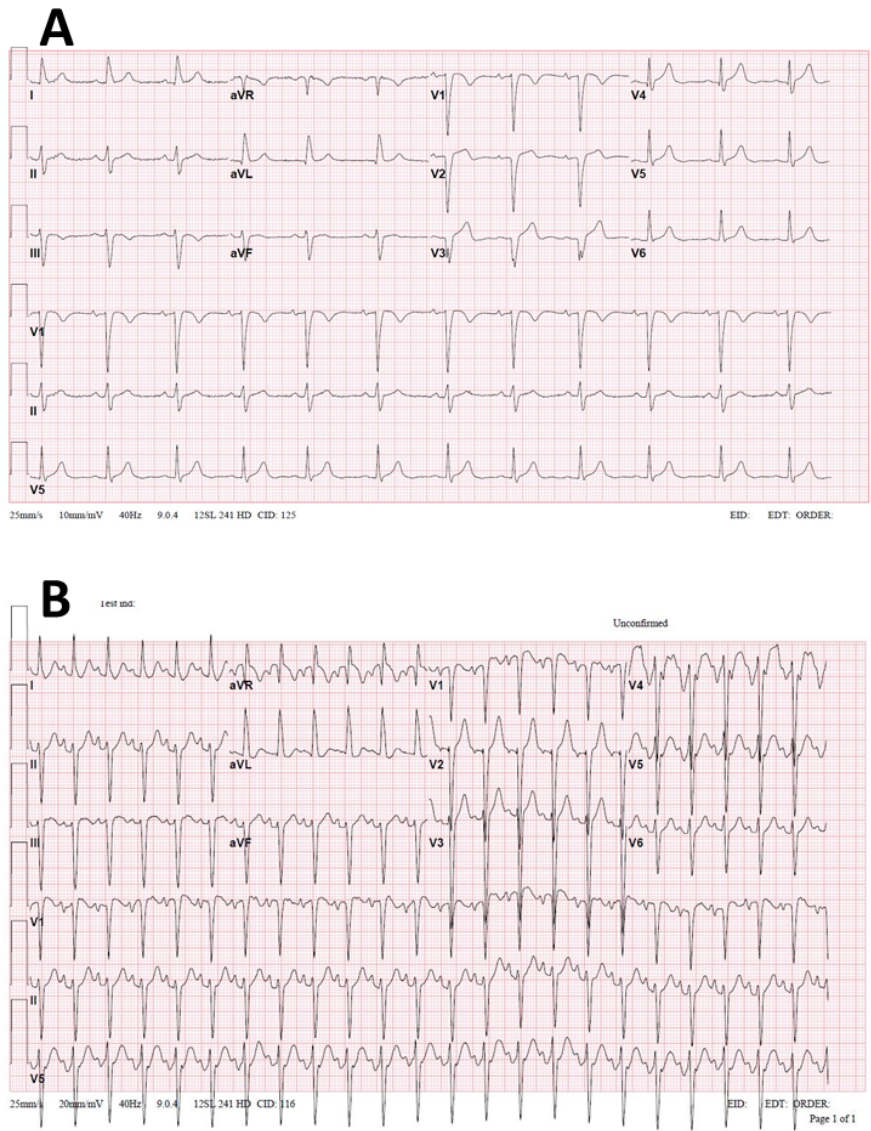 A
I aVR V1 V4
II aVL V2 V5
III aVF V3 V6
V1
II
V5
25mm/s 10mm/mV 40Hz 9.0.4 12SL 241 HD CID: 125 EID: EDT: ORDER:
B
Test ind:
Unconfirmed
I aVR V1 V4
II aVL V2 V5
III aVF V3 V6
V1
II
V5
25mm/s 20mm/mV 40Hz 9.0.4 12SL 241 HD CID: 116 EID: EDT: ORDER:
Page 1 of 1